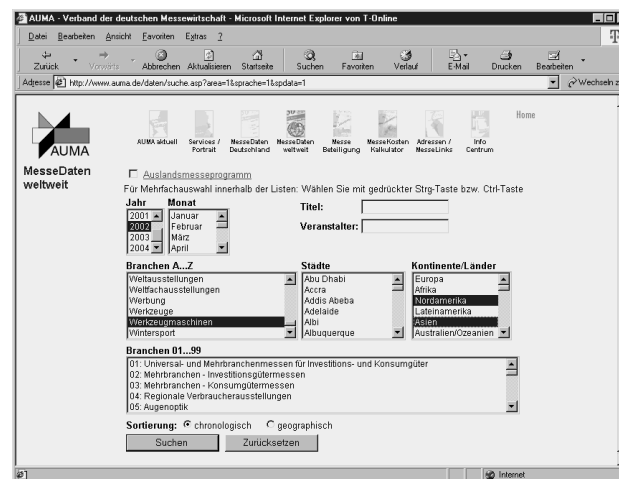 AUMA - Verband der deutschen Messewirtschaft - Microsoft Internet Explorer von T-Online
Datei Bearbeiten Ansicht Favoriten Extras ?
Zurück Vorwärts Abbrechen Aktualisieren Startseite Suchen Favoriten Verlauf E-Mail Drucken Bearbeiten
Adresse http://www.auma.de/daten/suche.asp?area=1&sprache=1&spdata=1 Wechseln z
Home
AUMA
AUMA aktuell Services / Portrait MesseDaten Deutschland MesseDaten weltweit Messe Beteiligung MesseKosten Kalkulator Adressen / MesseLinks Info Centrum
MesseDaten
weltweit
Auslandsmesseprogramm
Für Mehrfachauswahl innerhalb der Listen: Wählen Sie mit gedrückter Strg-Taste bzw. Ctrl-Taste
Jahr Monat
2001 Januar
2002 Februar
2003 März
2004 April
Titel:
Veranstalter:
Branchen A...Z Städte Kontinente/Länder
Weltausstellungen Abu Dhabi Europa
Weltfachausstellungen Accra Afrika
Werbung Addis Abeba Nordamerika
Werkzeuge Adelaide Lateinamerika
Werkzeugmaschinen Albi Asien
Wintersport Albuquerque Australien/Ozeanien
Branchen 01...99
01: Universal- und Mehrbranchenmessen für Investitions- und Konsumgüter
02: Mehrbranchen - Investitionsgütermessen
03: Mehrbranchen - Konsumgütermessen
04: Regionale Verbraucherausstellungen
05: Augenoptik
Sortierung: chronologisch geographisch
Suchen Zurücksetzen
Internet